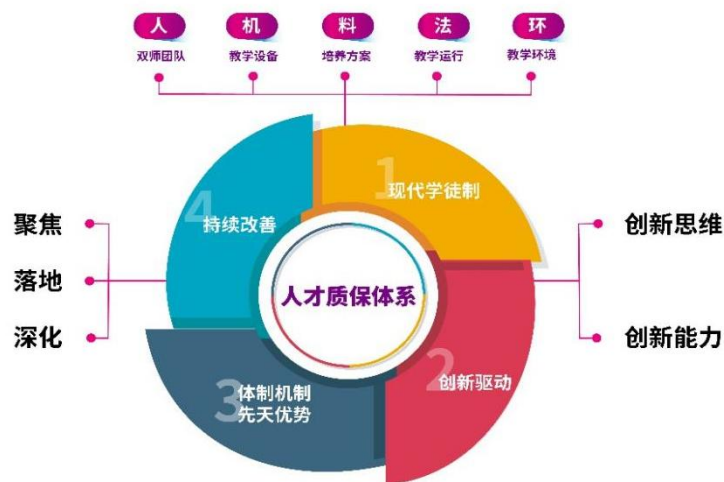 人 机 料 法 环
双师团队 教学设备 培养方案 教学运行 教学环境
1
现代学徒制
4
持续改善
聚焦
落地
深化
创新思维
创新能力
人才质保体系
2
创新驱动
3
体制机制
先天优势